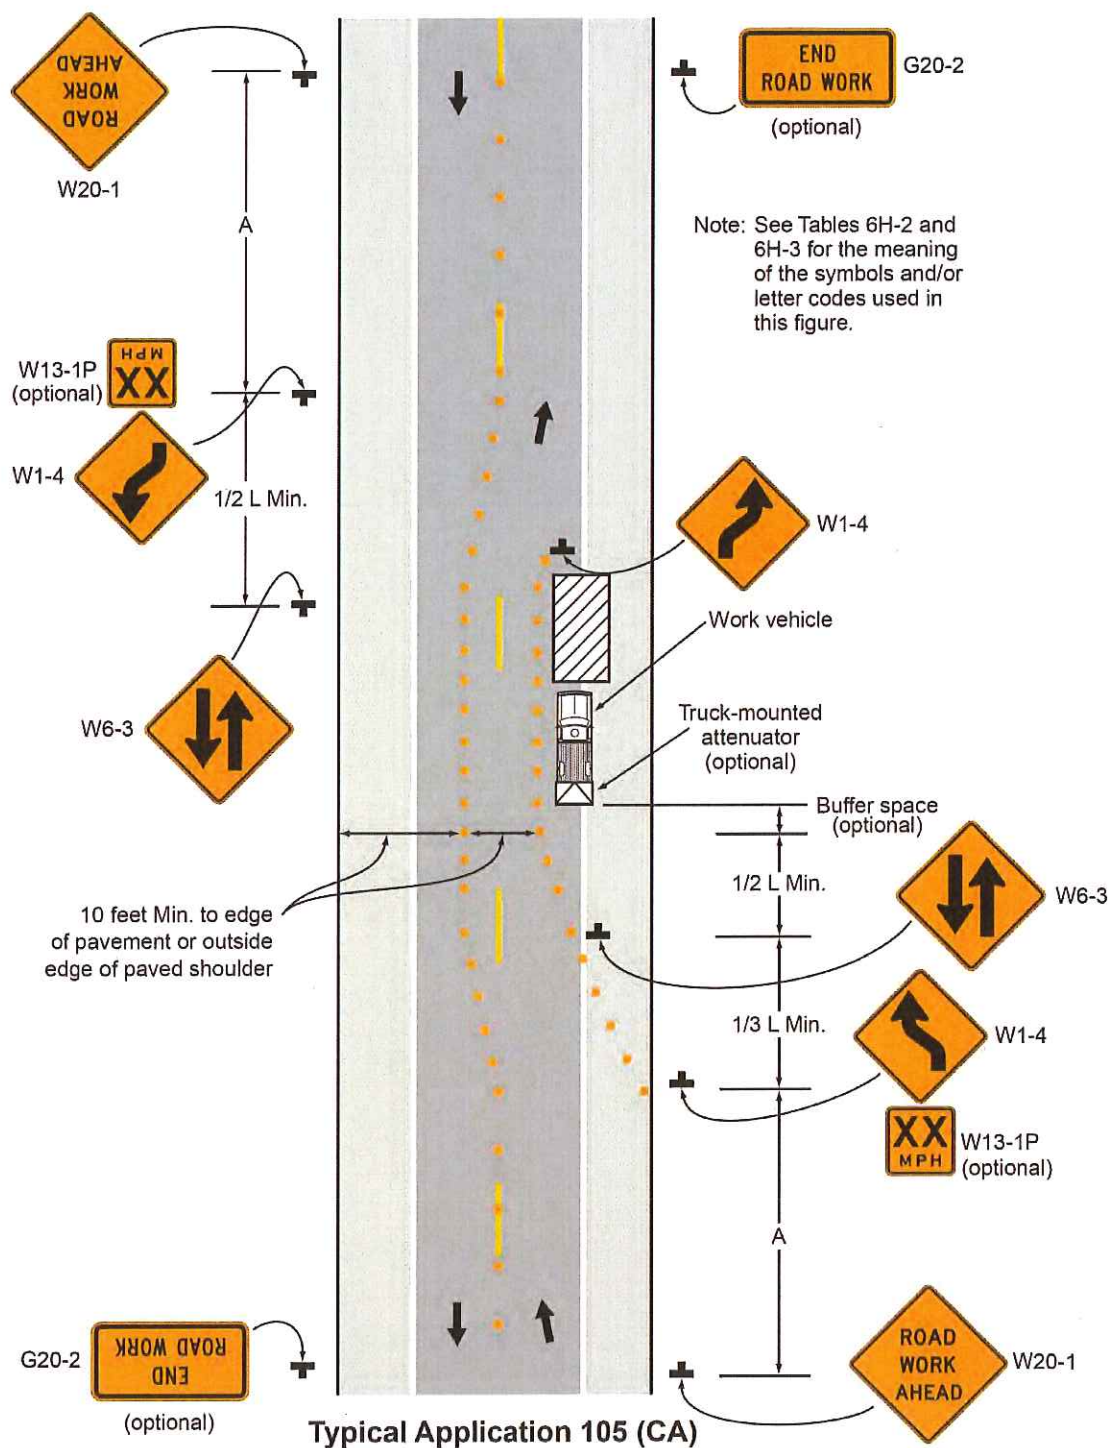 ROAD
WORK
AHEAD
W20-1
END
ROAD WORK
G20-2
(optional)
A
Note: See Tables 6H-2 and
6H-3 for the meaning
of the symbols and/or
letter codes used in
this figure.
W13-1P
(optional)
XX
MPH
W1-4
1/2 L Min.
W1-4
Work vehicle
W6-3
Truck-mounted
attenuator
(optional)
Buffer space
(optional)
1/2 L Min.
W6-3
10 feet Min. to edge
of pavement or outside
edge of paved shoulder
1/3 L Min.
W1-4
XX
MPH
W13-1P
(optional)
A
G20-2
END
ROAD WORK
(optional)
ROAD
WORK
AHEAD
W20-1
Typical Application 105 (CA)